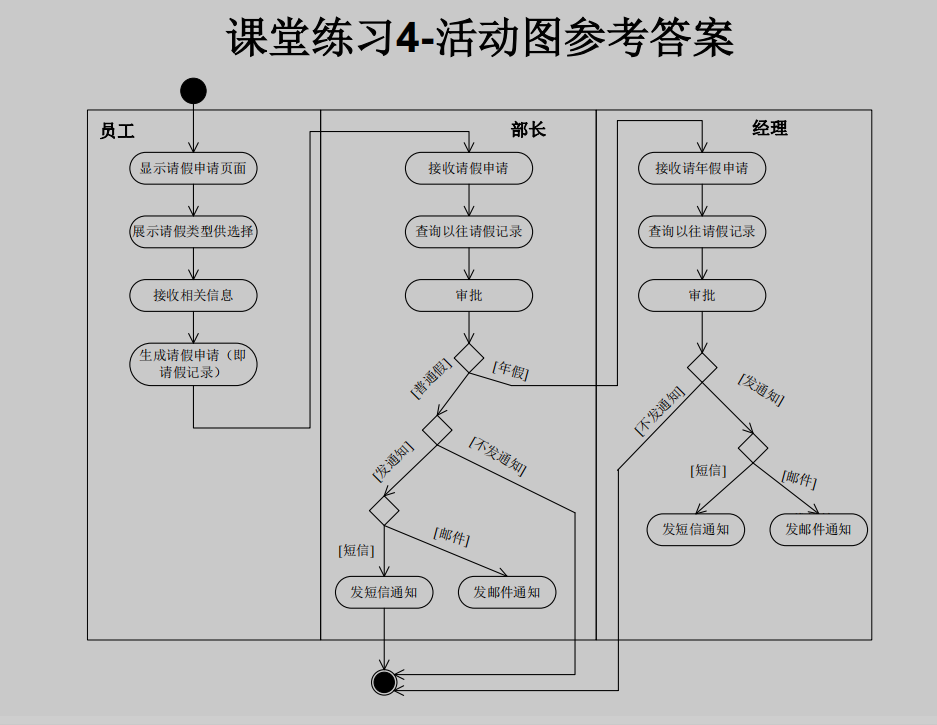 课堂练习4-活动图参考答案
员工
部长
经理
显示请假申请页面
展示请假类型供选择
接收相关信息
生成请假申请（即
请假记录）
接收请假申请
查询以往请假记录
审批
[普通假]
[年假]
[发通知]
[不发通知]
[短信]
[邮件]
发短信通知
发邮件通知
接收请年假申请
查询以往请假记录
审批
[不发通知]
[发通知]
[短信]
[邮件]
发短信通知
发邮件通知